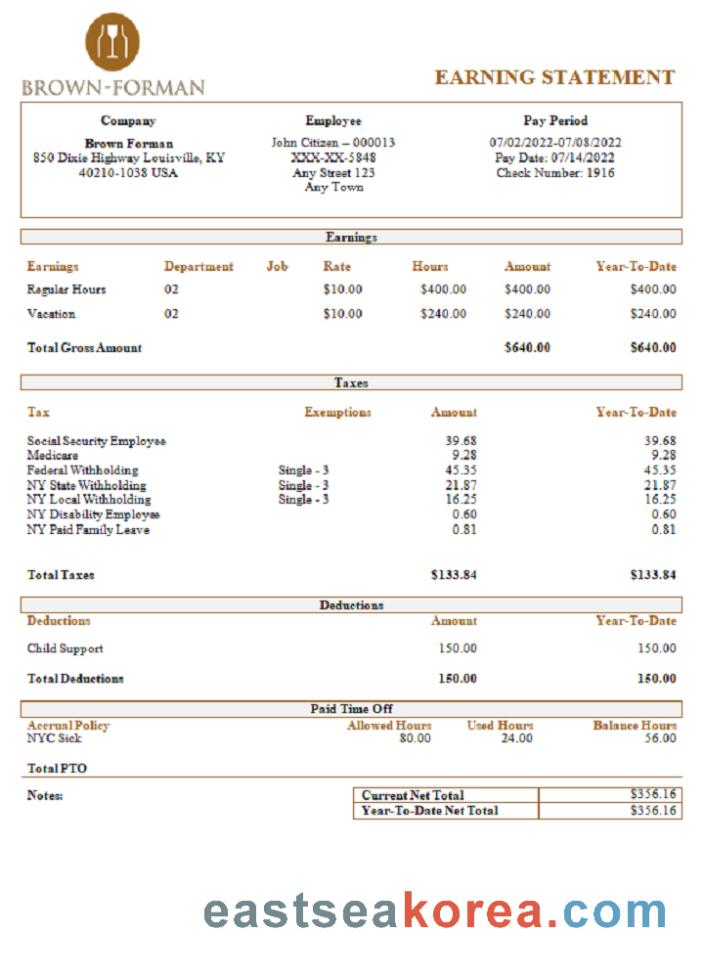 BROWN-FORMAN
EARNING STATEMENT
Company Employee Pay Period
Brown Forman John Citizen – 000013 07/02/2022-07/08/2022
850 Dixie Highway Louisville, KY XXX-XX-5848 Pay Date: 07/14/2022
40210-1038 USA Any Street 123 Check Number: 1916
Any Town
Earnings
Earnings Department Job Rate Hours Amount Year-To-Date
Regular Hours 02 $10.00 $400.00 $400.00 $400.00
Vacation 02 $10.00 $240.00 $240.00 $240.00
Total Gross Amount $640.00 $640.00
Taxes
Tax Exemptions Amount Year-To-Date
Social Security Employee 39.68 39.68
Medicare 9.28 9.28
Federal Withholding Single - 3 45.35 45.35
NY State Withholding Single - 3 21.87 21.87
NY Local Withholding Single - 3 16.25 16.25
NY Disability Employee 0.60 0.60
NY Paid Family Leave 0.81 0.81
Total Taxes $133.84 $133.84
Deductions
Deductions Amount Year-To-Date
Child Support 150.00 150.00
Total Deductions 150.00 150.00
Paid Time Off
Accrual Policy Allowed Hours Used Hours Balance Hours
NYC Sick 80.00 24.00 56.00
Total PTO
Notes: Current Net Total $356.16
Year-To-Date Net Total $356.16
eastseakorea.com